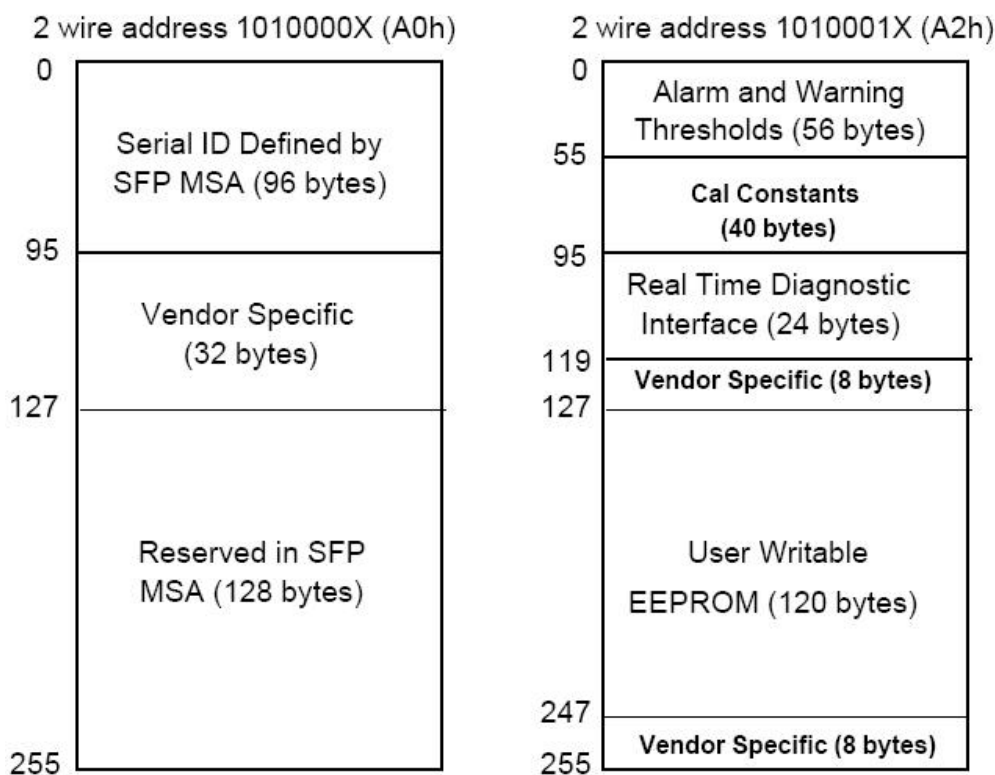 2 wire address 1010000X (A0h)
0
Serial ID Defined by
SFP MSA (96 bytes)
95
Vendor Specific
(32 bytes)
127
Reserved in SFP
MSA (128 bytes)
255
2 wire address 1010001X (A2h)
0
Alarm and Warning
Thresholds (56 bytes)
55
Cal Constants
(40 bytes)
95
Real Time Diagnostic
Interface (24 bytes)
119
Vendor Specific (8 bytes)
127
User Writable
EEPROM (120 bytes)
247
Vendor Specific (8 bytes)
255